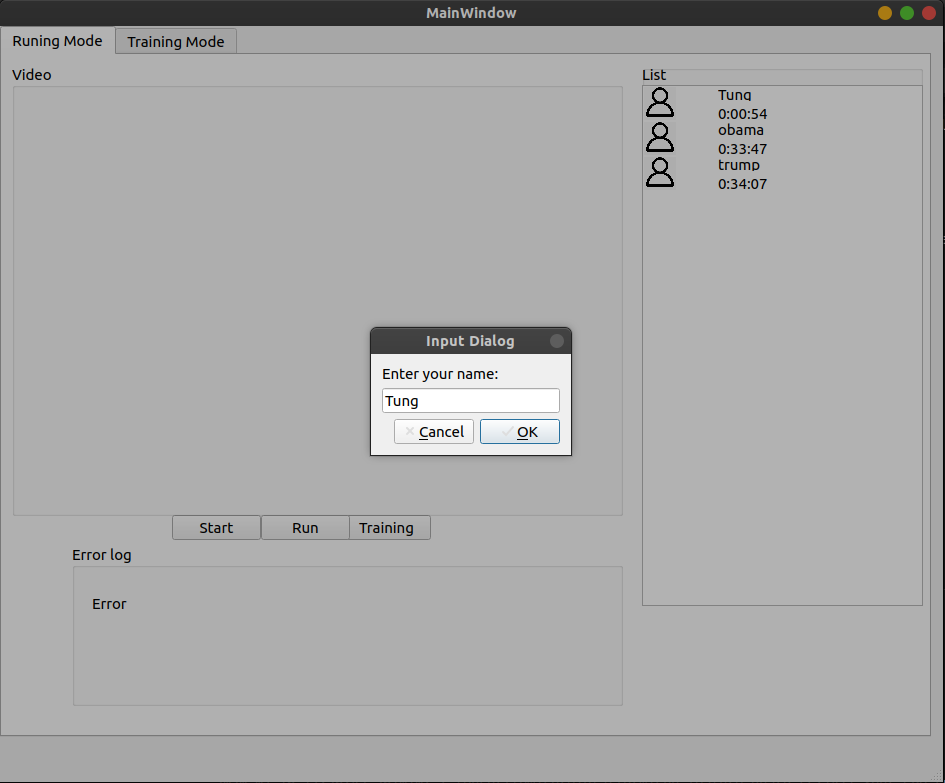 MainWindow
Runing Mode
Training Mode
Video
List
Tung
0:00:54
obama
0:33:47
trump
0:34:07
Input Dialog
Enter your name:
Tung
Cancel
OK
Start
Run
Training
Error log
Error